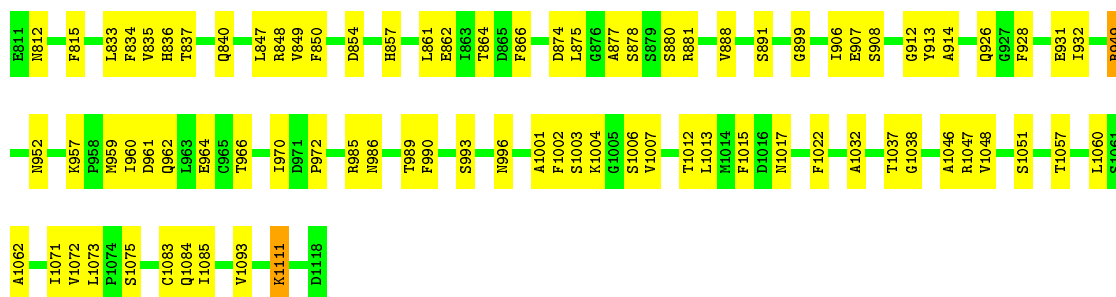 E811 N812 F815 L833 F834 V835 H836 T837 Q840 L847 R848 V849 F850 D854 H857 L861 E862 I863 T864 D865 F866 D874 L875 G876 A877 S878 S879 S880 R881 V888 S891 G899 I906 E907 S908 G912 Y913 A914 Q926 G927 F928 E931 I932
N952 K957 P958 M959 I960 D961 Q962 L963 E964 C965 T966 I970 D971 P972 R985 N986 T989 F990 S993 N996 A1001 F1002 S1003 K1004 G1005 S1006 V1007 T1012 L1013 M1014 F1015 D1016 N1017 F1022 A1032 T1037 G1038 A1046 R1047 V1048 S1051 T1057 L1060 S1061
A1062 I1071 V1072 L1073 P1074 S1075 C1083 Q1084 I1085 V1093 K1111 D1118